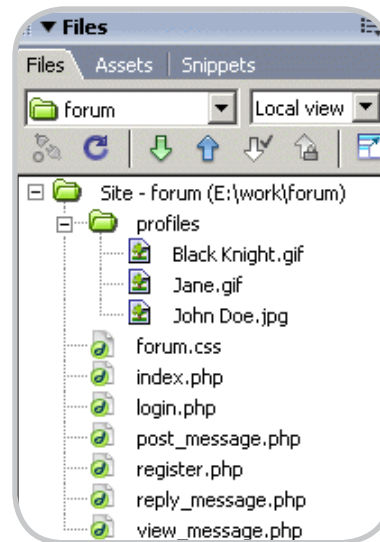 Files
Files Assets Snippets
forum Local view
Site - forum (E:\work\forum)
profiles
Black Knight.gif
Jane.gif
John Doe.jpg
forum.css
index.php
login.php
post_message.php
register.php
reply_message.php
view_message.php